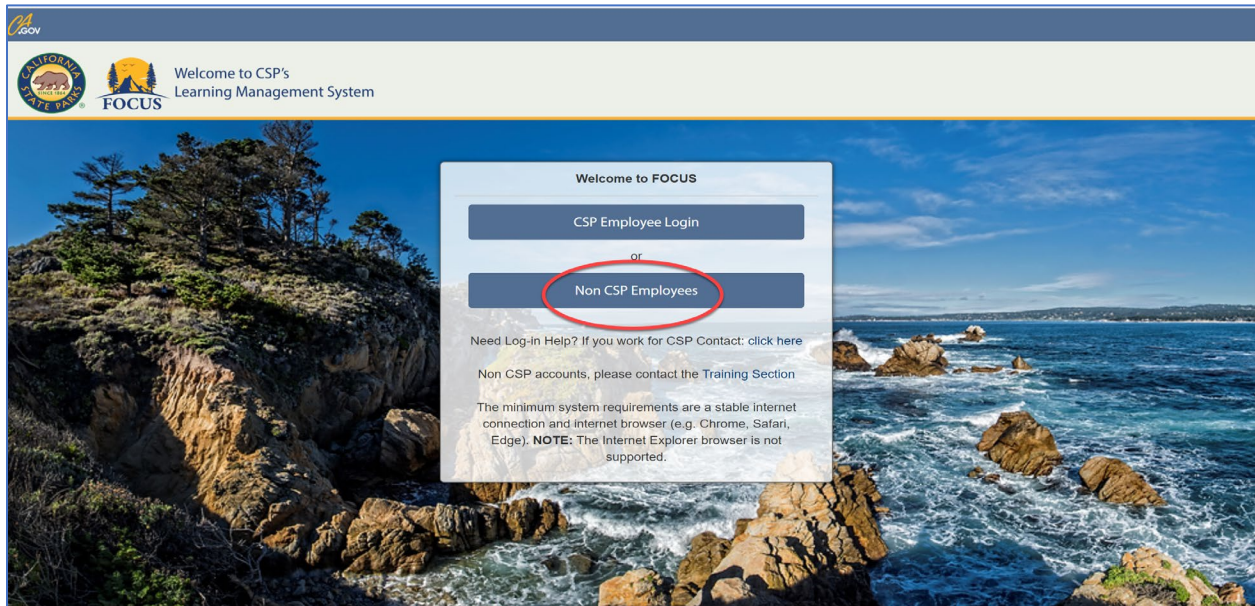 CA.GOV
CALIFORNIA
STATE PARKS
SINCE 1864
®
FOCUS
Welcome to CSP's
Learning Management System
Welcome to FOCUS
CSP Employee Login
or
Non CSP Employees
Need Log-in Help? If you work for CSP Contact: click here
Non CSP accounts, please contact the Training Section
The minimum system requirements are a stable internet
connection and internet browser (e.g. Chrome, Safari,
Edge). NOTE: The Internet Explorer browser is not
supported.